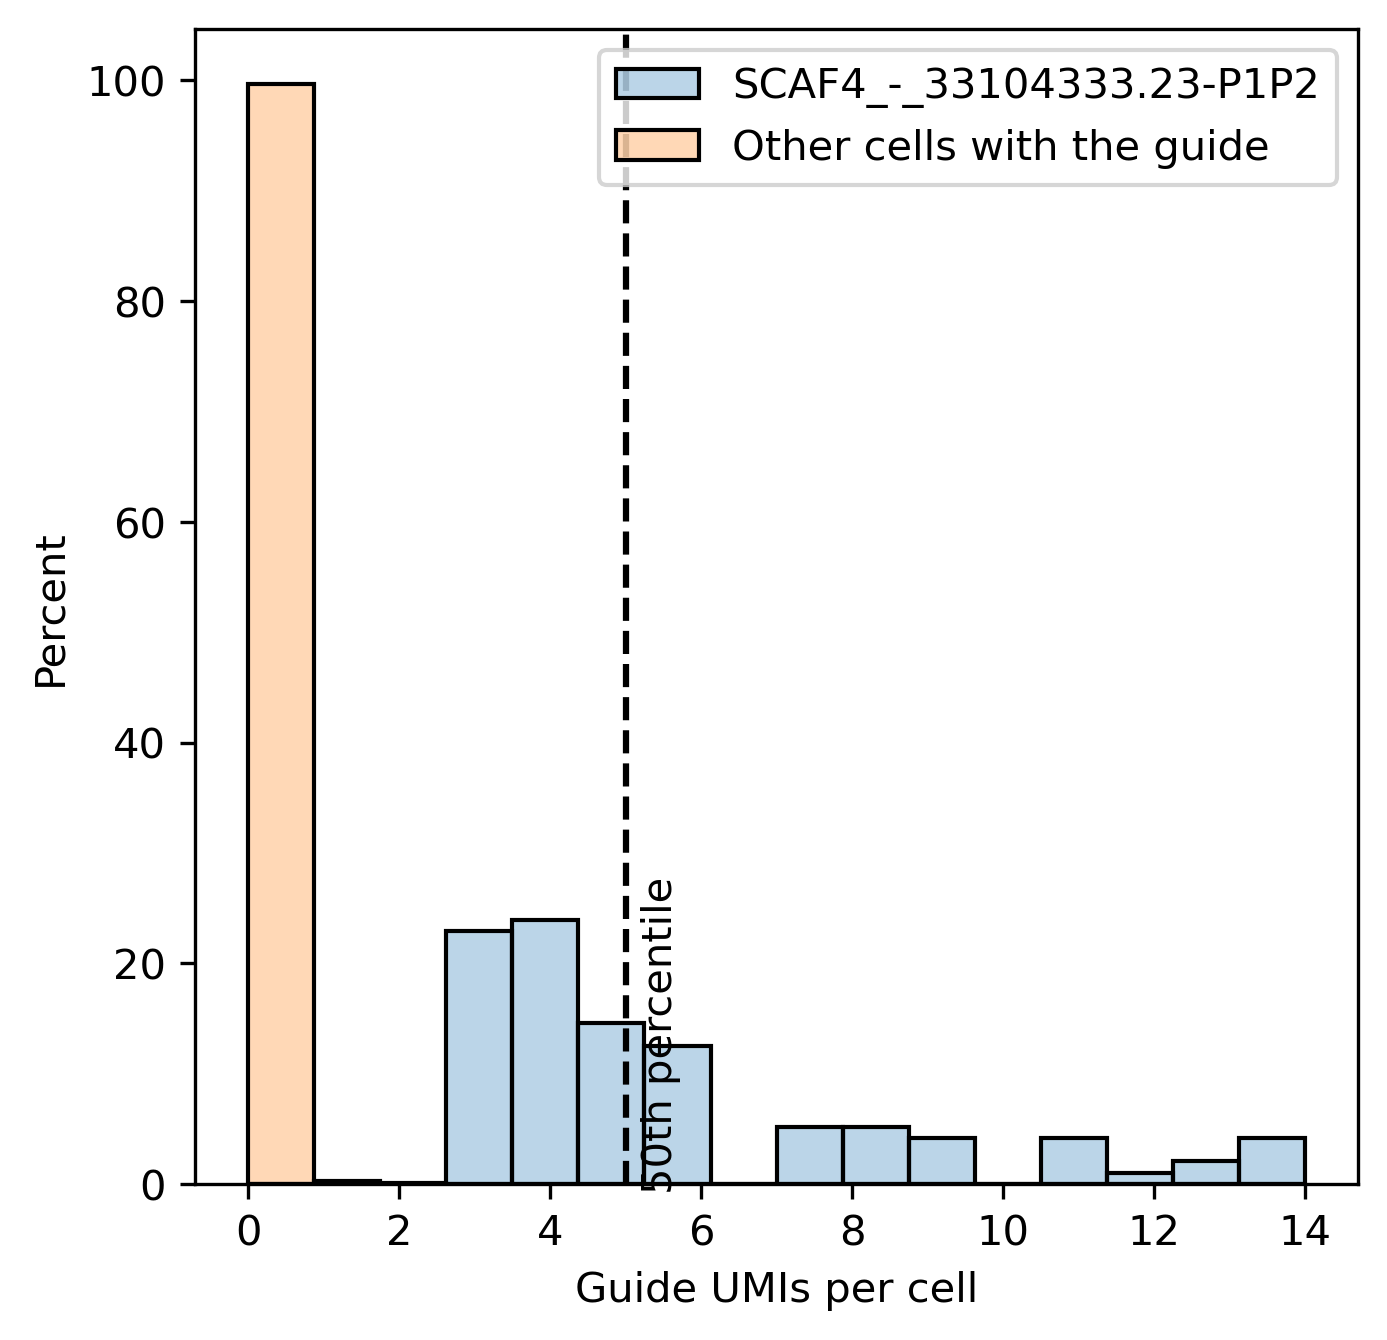 SCAF4_-_33104333.23-P1P2
Other cells with the guide
100
80
60
40
20
0
Percent
50th percentile
0 2 4 6 8 10 12 14
Guide UMIs per cell